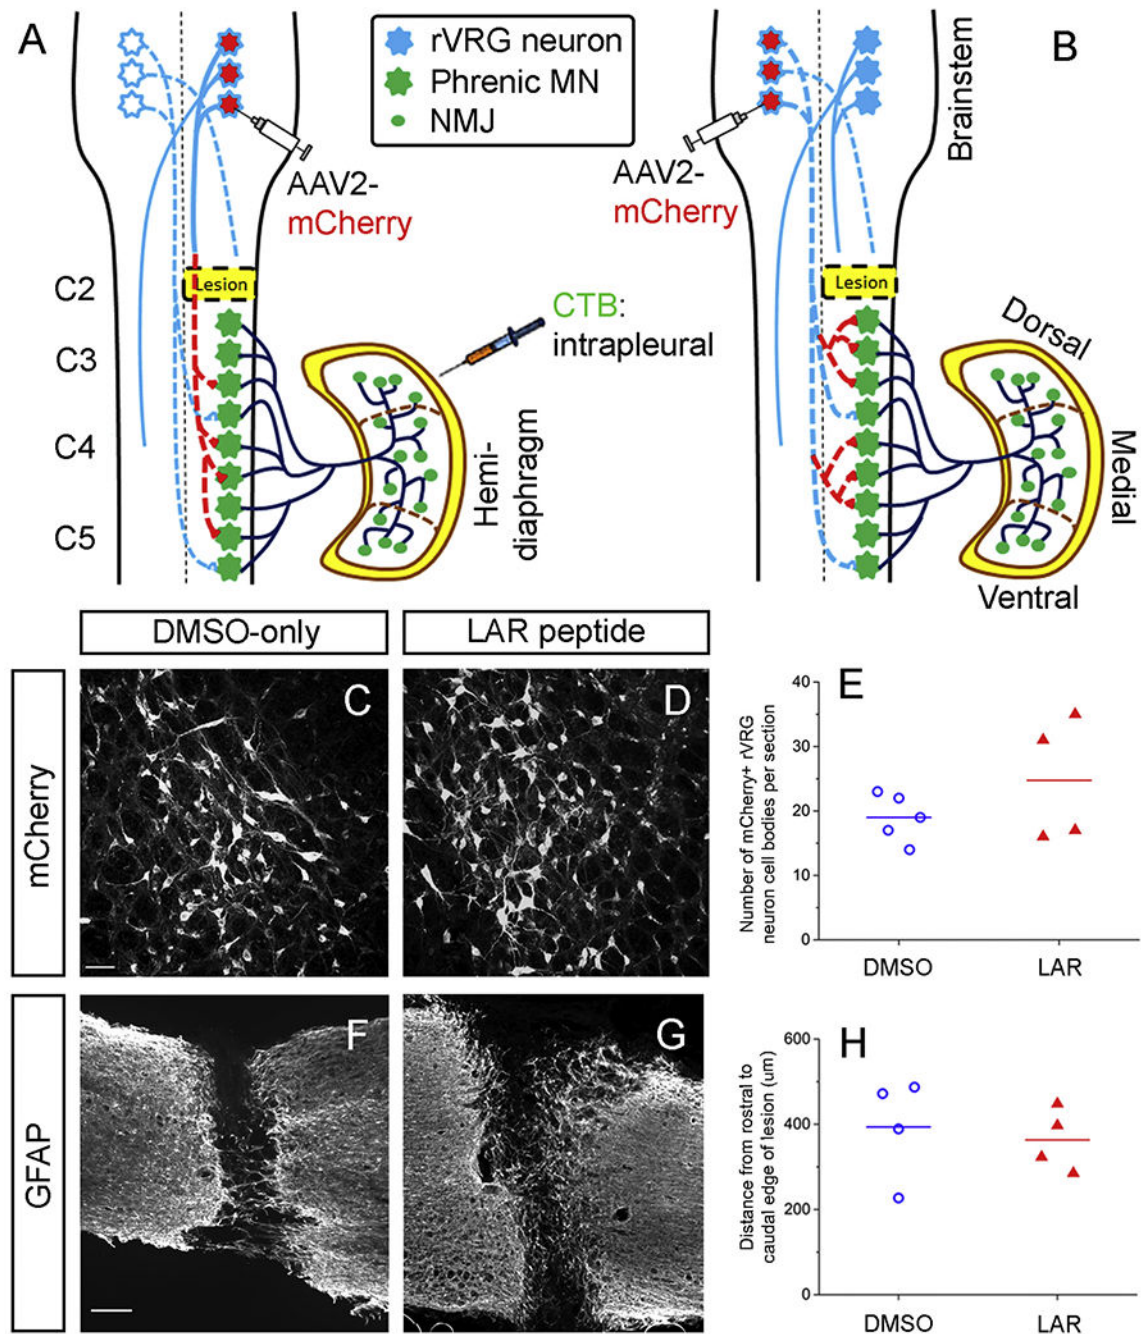 A
rVRG neuron
Phrenic MN
NMJ
B
Brainstem
AAV2-
mCherry
AAV2-
mCherry
C2
Lesion
Lesion
CTB:
intrapleural
C3
C4
C5
Hemi-
diaphragm
Dorsal
Medial
Ventral
DMSO-only
LAR peptide
mCherry
C
D
E
Number of mCherry+ rVRG
neuron cell bodies per section
40
30
20
10
0
DMSO
LAR
GFAP
F
G
H
Distance from rostral to
caudal edge of lesion (um)
600
400
200
0
DMSO
LAR